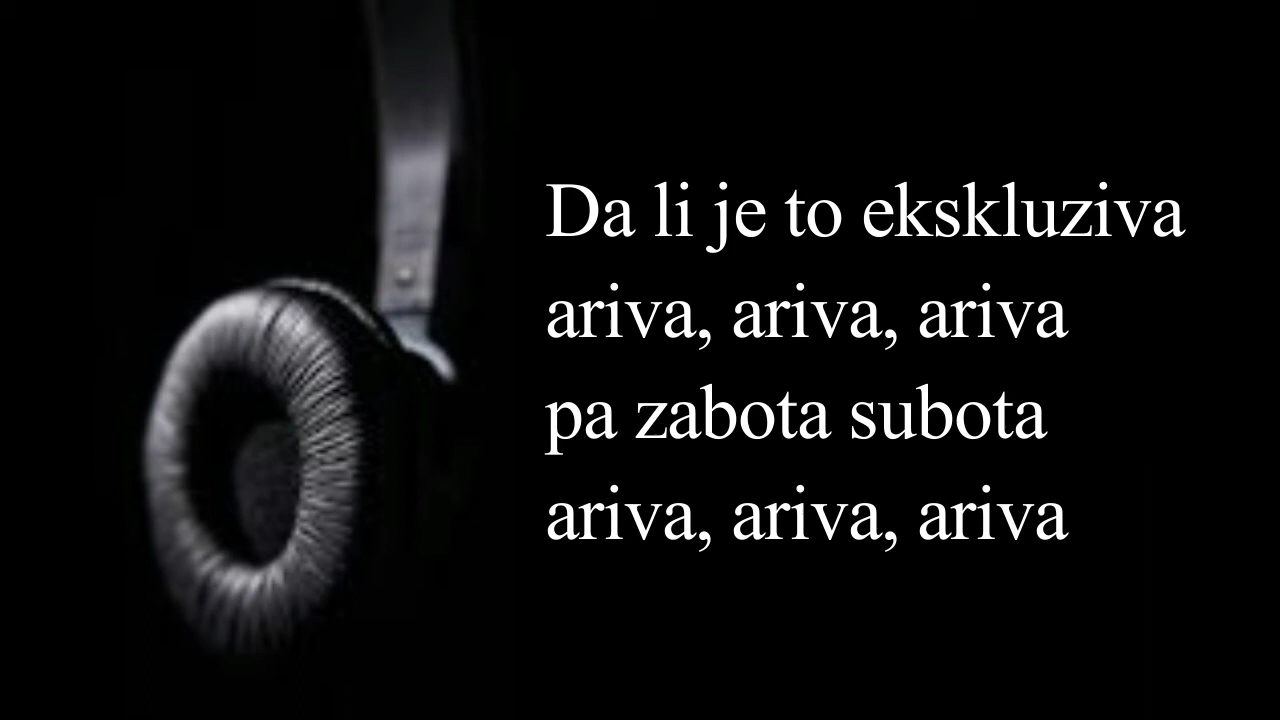 Da li je to ekskluziva
ariva, ariva, ariva
pa zabota subota
ariva, ariva, ariva